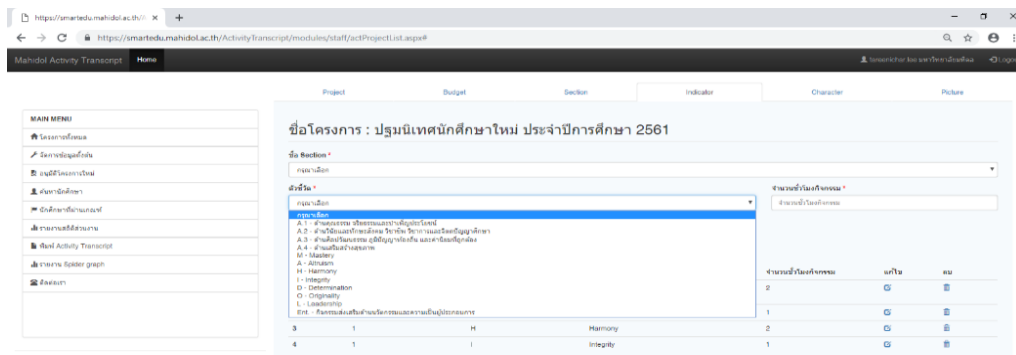 https://smartedu.mahidol.ac.th/
https://smartedu.mahidol.ac.th/ActivityTranscript/modules/staff/actProjectList.aspx#
Mahidol Activity Transcript Home
Project Budget Section Indicator Character Picture
MAIN MENU
โครงการทั้งหมด
จัดการข้อมูลตั้งต้น
อนุมัติโครงการใหม่
ค้นหานักศึกษา
นักศึกษาที่ผ่านเกณฑ์
รายงานสถิติส่วนงาน
พิมพ์ Activity Transcript
รายงาน Spider graph
ติดต่อเรา
ชื่อโครงการ : ปฐมนิเทศนักศึกษาใหม่ ประจำปีการศึกษา 2561
ชื่อ Section *
กรุณาเลือก
ตัวชี้วัด * จำนวนชั่วโมงกิจกรรม *
กรุณาเลือก จำนวนชั่วโมงกิจกรรม
กรุณาเลือก
A.1 - ด้านคุณธรรม จริยธรรมและบำเพ็ญประโยชน์
A.2 - ด้านวินัยและทักษะสังคม วิชาชีพ วิชาการและจิตตปัญญาศึกษา
A.3 - ด้านศิลปวัฒนธรรม ภูมิปัญญาท้องถิ่น และค่านิยมที่ถูกต้อง
A.4 - ด้านเสริมสร้างสุขภาพ
M - Mastery
A - Altruism
H - Harmony
I - Integrity
D - Determination
O - Originality
L - Leadership
Ent. - กิจกรรมส่งเสริมด้านนวัตกรรมและความเป็นผู้ประกอบการ
จำนวนชั่วโมงกิจกรรม แก้ไข ลบ
2
1
3 1 H Harmony 2
4 1 I Integrity 1